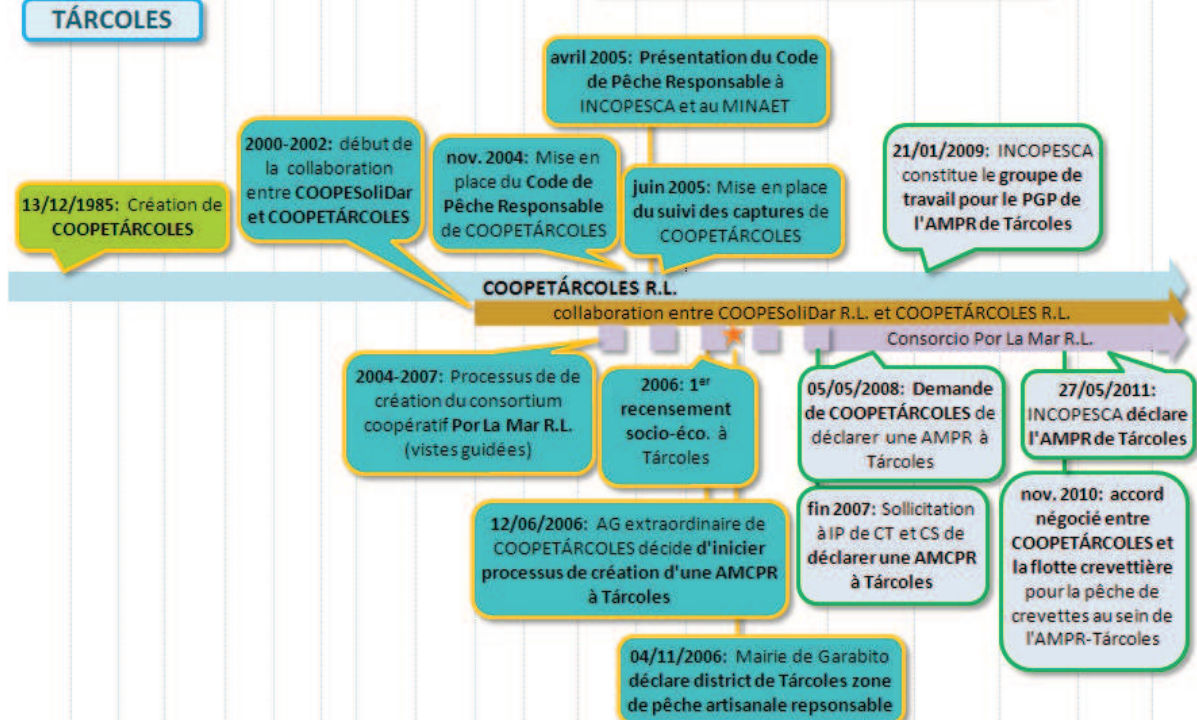 TÁRCOLES
avril 2005: Présentation du Code
de Pêche Responsable à
INCOPESCA et au MINAET
2000-2002: début de
la collaboration
entre COOPESoliDar
et COOPETÁRCOLES
nov. 2004: Mise en
place du Code de
Pêche Responsable
de COOPETÁRCOLES
21/01/2009: INCOPESCA
constitue le groupe de
travail pour le PGP de
l'AMPR de Tárcoles
13/12/1985: Création de
COOPETÁRCOLES
juin 2005: Mise en place
du suivi des captures de
COOPETÁRCOLES
COOPETÁRCOLES R.L.
collaboration entre COOPESoliDar R.L. et COOPETÁRCOLES R.L.
Consorcio Por La Mar R.L.
2004-2007: Processus de de
création du consortium
coopératif Por La Mar R.L.
(vistes guidées)
2006: 1er
recensement
socio-éco. à
Tárcoles
05/05/2008: Demande
de COOPETÁRCOLES de
déclarer une AMPR à
Tárcoles
27/05/2011:
INCOPESCA déclare
l'AMPR de Tárcoles
12/06/2006: AG extraordinaire de
COOPETÁRCOLES décide d'inicier
processus de création d'une AMCPR
à Tárcoles
fin 2007: Sollicitation
à IP de CT et CS de
déclarer une AMCPR
à Tárcoles
nov. 2010: accord
négocié entre
COOPETÁRCOLES et
la flotte crevettière
pour la pêche de
crevettes au sein de
l'AMPR-Tárcoles
04/11/2006: Mairie de Garabito
déclare district de Tárcoles zone
de pêche artisanale repsonsable